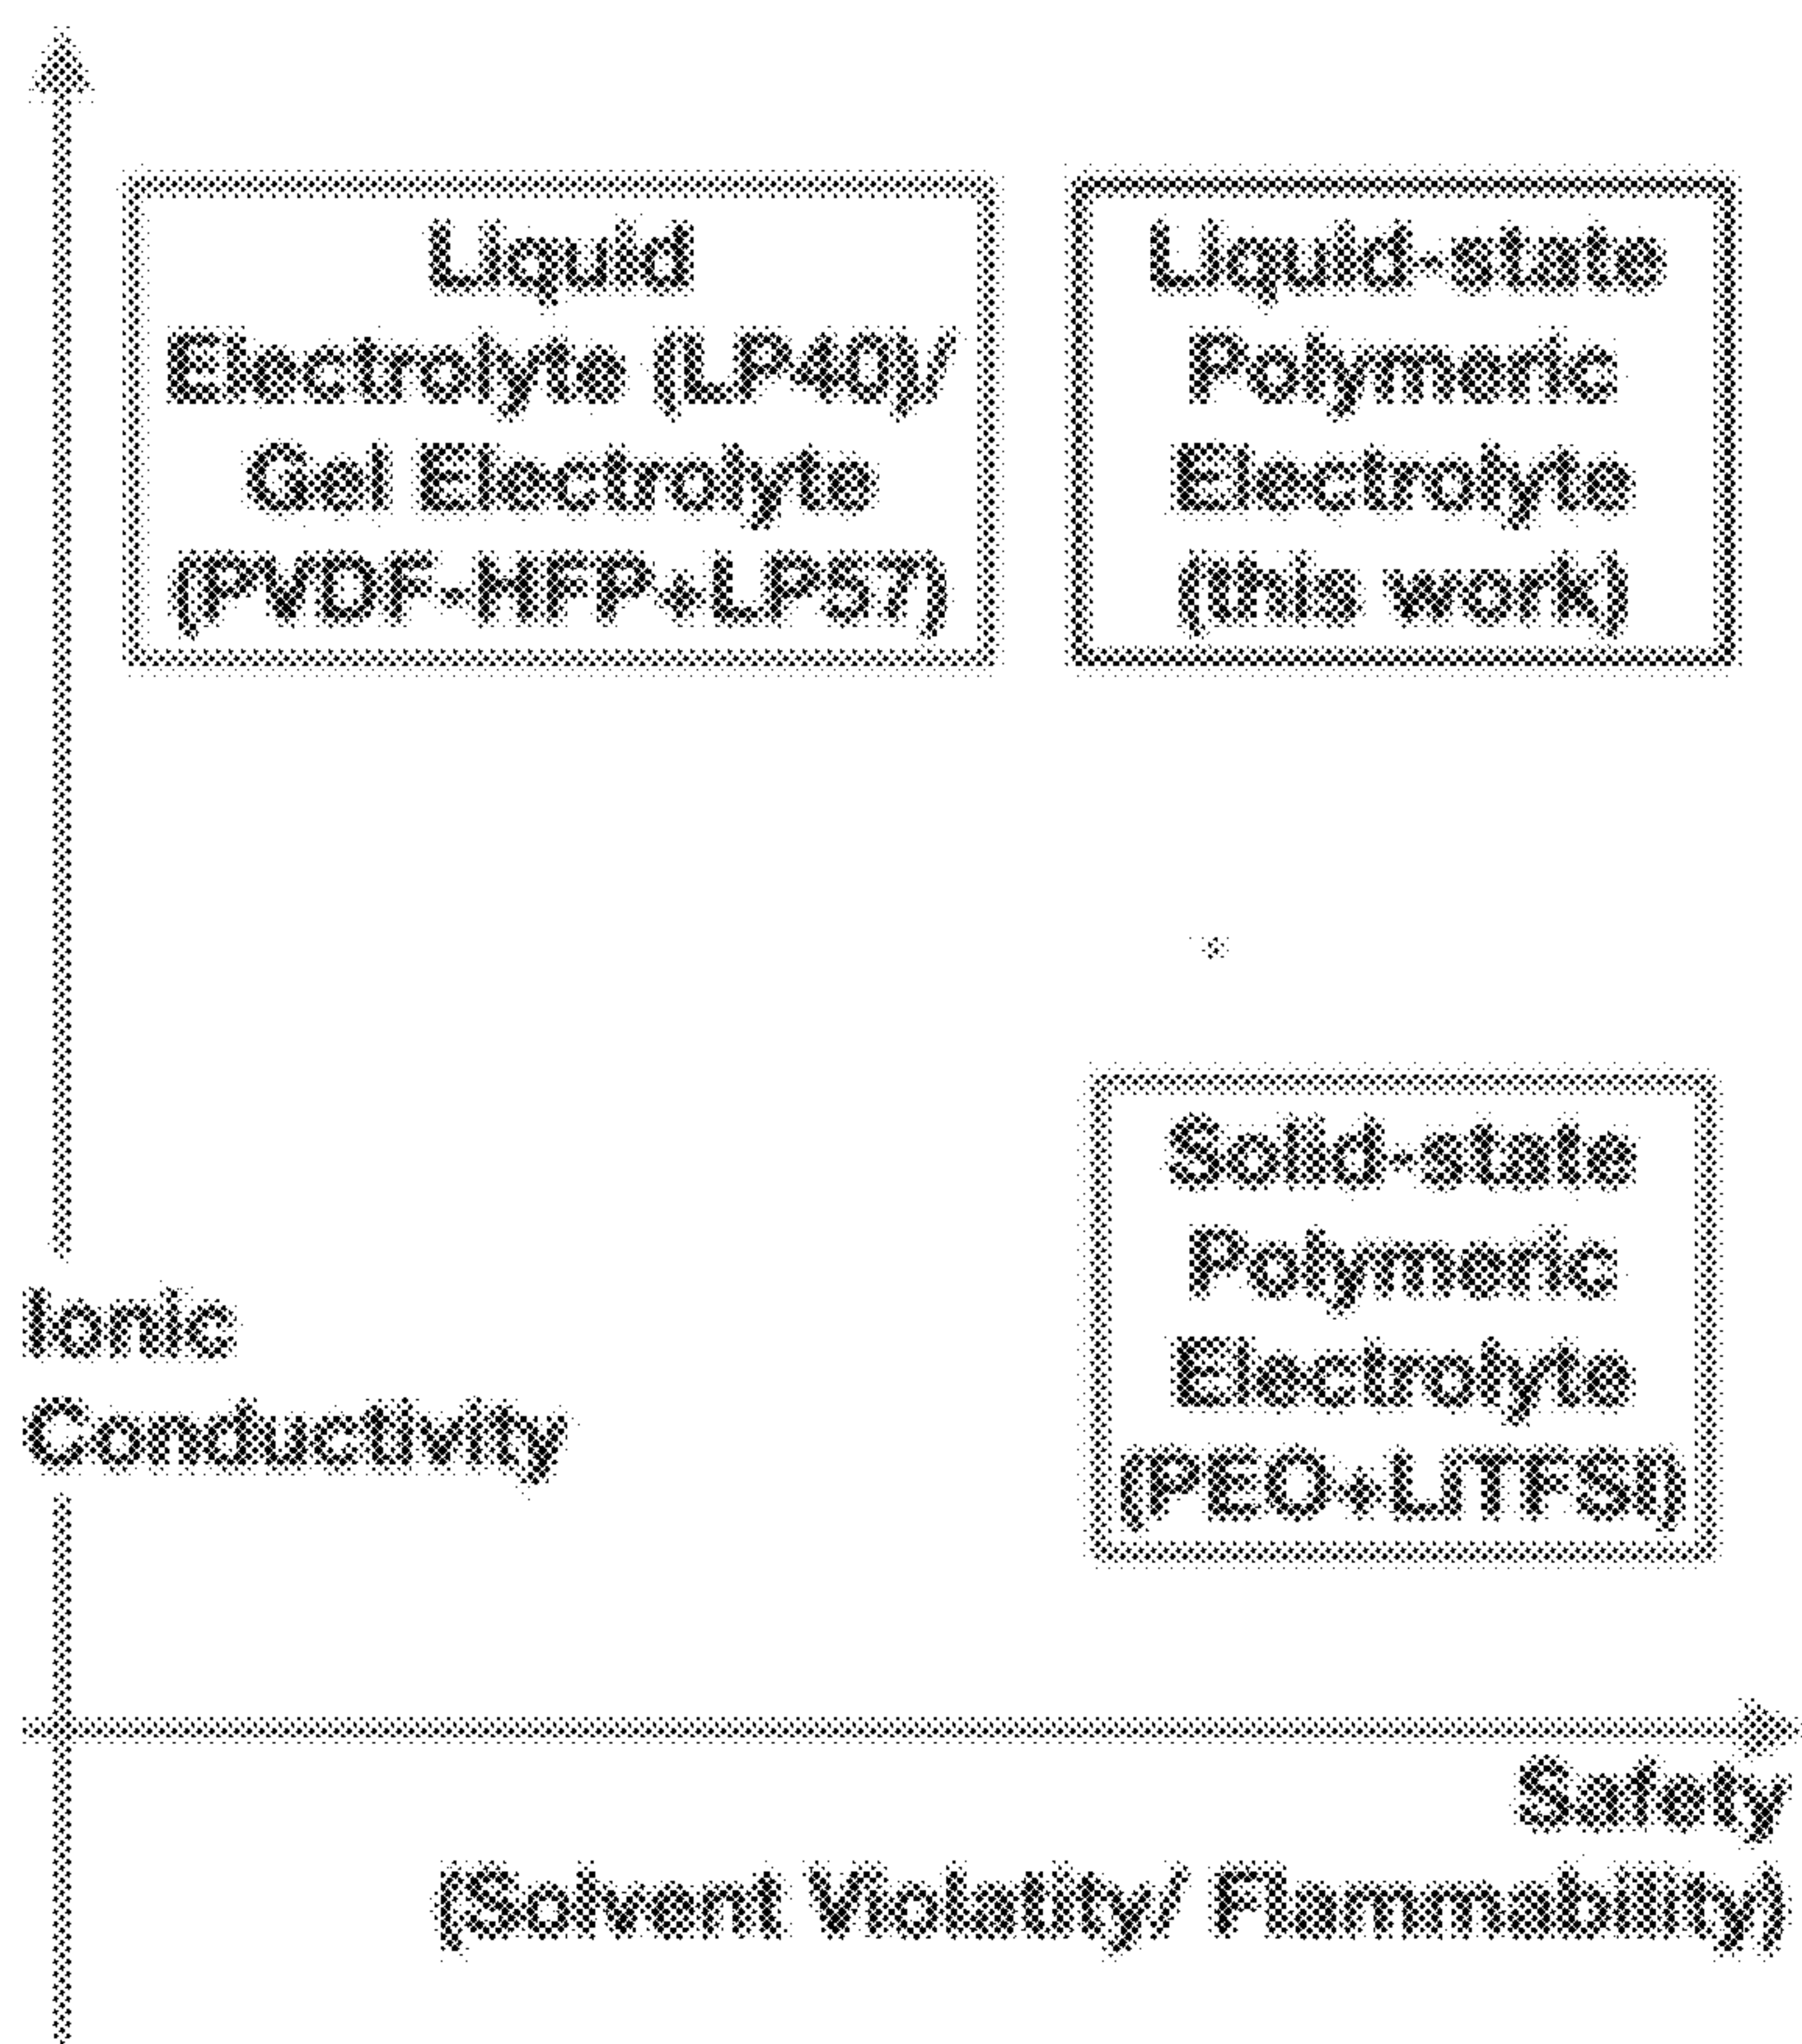 Liquid
Electrolyte (LP40)/
Gel Electrolyte
(PVDF-HFP+LP57)
Liquid-state
Polymeric
Electrolyte
(this work)
Solid-state
Polymeric
Electrolyte
(PEO+LiTFSI)
Ionic
Conductivity
Safety
(Solvent Violatity/ Flammability)